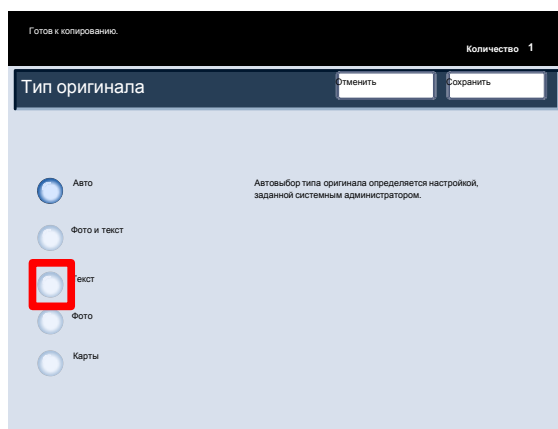 Готов к копированию.
Количество 1
Тип оригинала
Отменить
Сохранить
Авто
Автовыбор типа оригинала определяется настройкой,
заданной системным администратором.
Фото и текст
Текст
Фото
Карты